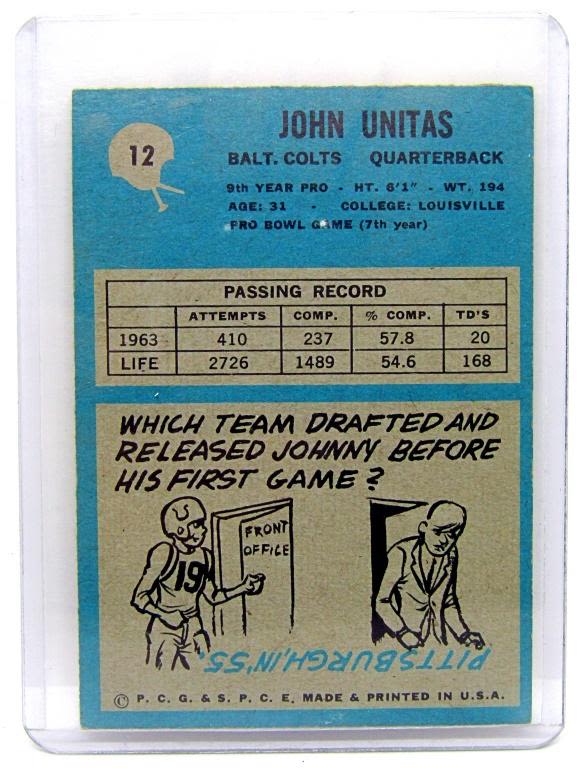 12
JOHN UNITAS
BALT. COLTS QUARTERBACK
9th YEAR PRO - HT. 6'1" - WT. 194
AGE: 31 - COLLEGE: LOUISVILLE
PRO BOWL GAME (7th year)
PASSING RECORD
ATTEMPTS COMP. % COMP. TD'S
1963 410 237 57.8 20
LIFE 2726 1489 54.6 168
WHICH TEAM DRAFTED AND
RELEASED JOHNNY BEFORE
HIS FIRST GAME?
FRONT
OFFICE
19
PITTSBURGH, IN '55.
© P. C. G. & S. P. C. E. MADE & PRINTED IN U.S.A.